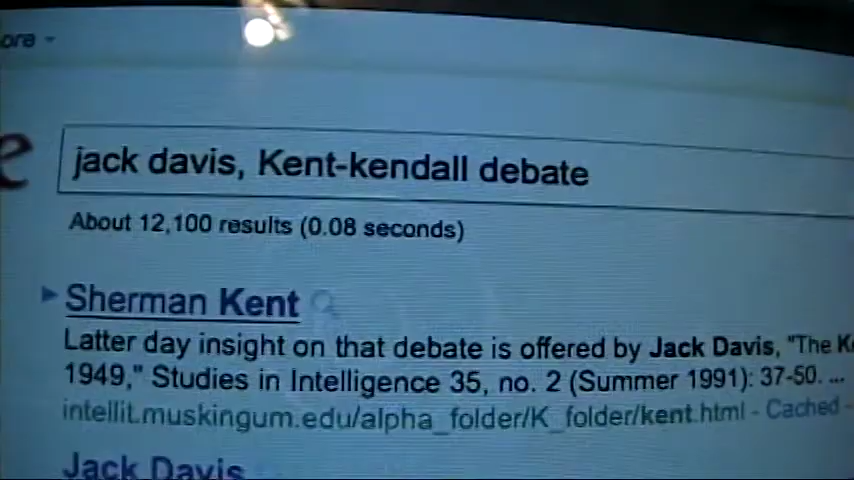 ore
e
jack davis, Kent-kendall debate
About 12,100 results (0.08 seconds)
Sherman Kent
Latter day insight on that debate is offered by Jack Davis, "The K
1949," Studies in Intelligence 35, no. 2 (Summer 1991): 37-50. ...
intellit.muskingum.edu/alpha_folder/K_folder/kent.html - Cached -
Jack Davis